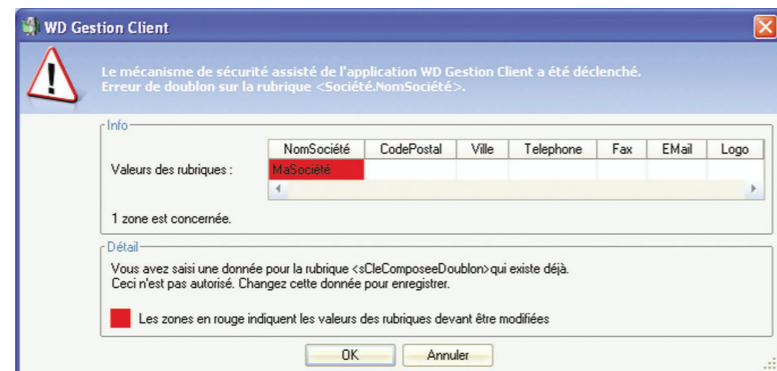 WD Gestion Client
Le mécanisme de sécurité assisté de l'application WD Gestion Client a été déclenché.
Erreur de doublon sur la rubrique <Société.NomSociété>.
Info
NomSociété CodePostal Ville Telephone Fax EMail Logo
Valeurs des rubriques : MaSociété
1 zone est concernée.
Détail
Vous avez saisi une donnée pour la rubrique <sCleComposeeDoublon>qui existe déjà.
Ceci n'est pas autorisé. Changez cette donnée pour enregistrer.
Les zones en rouge indiquent les valeurs des rubriques devant être modifiées
OK Annuler